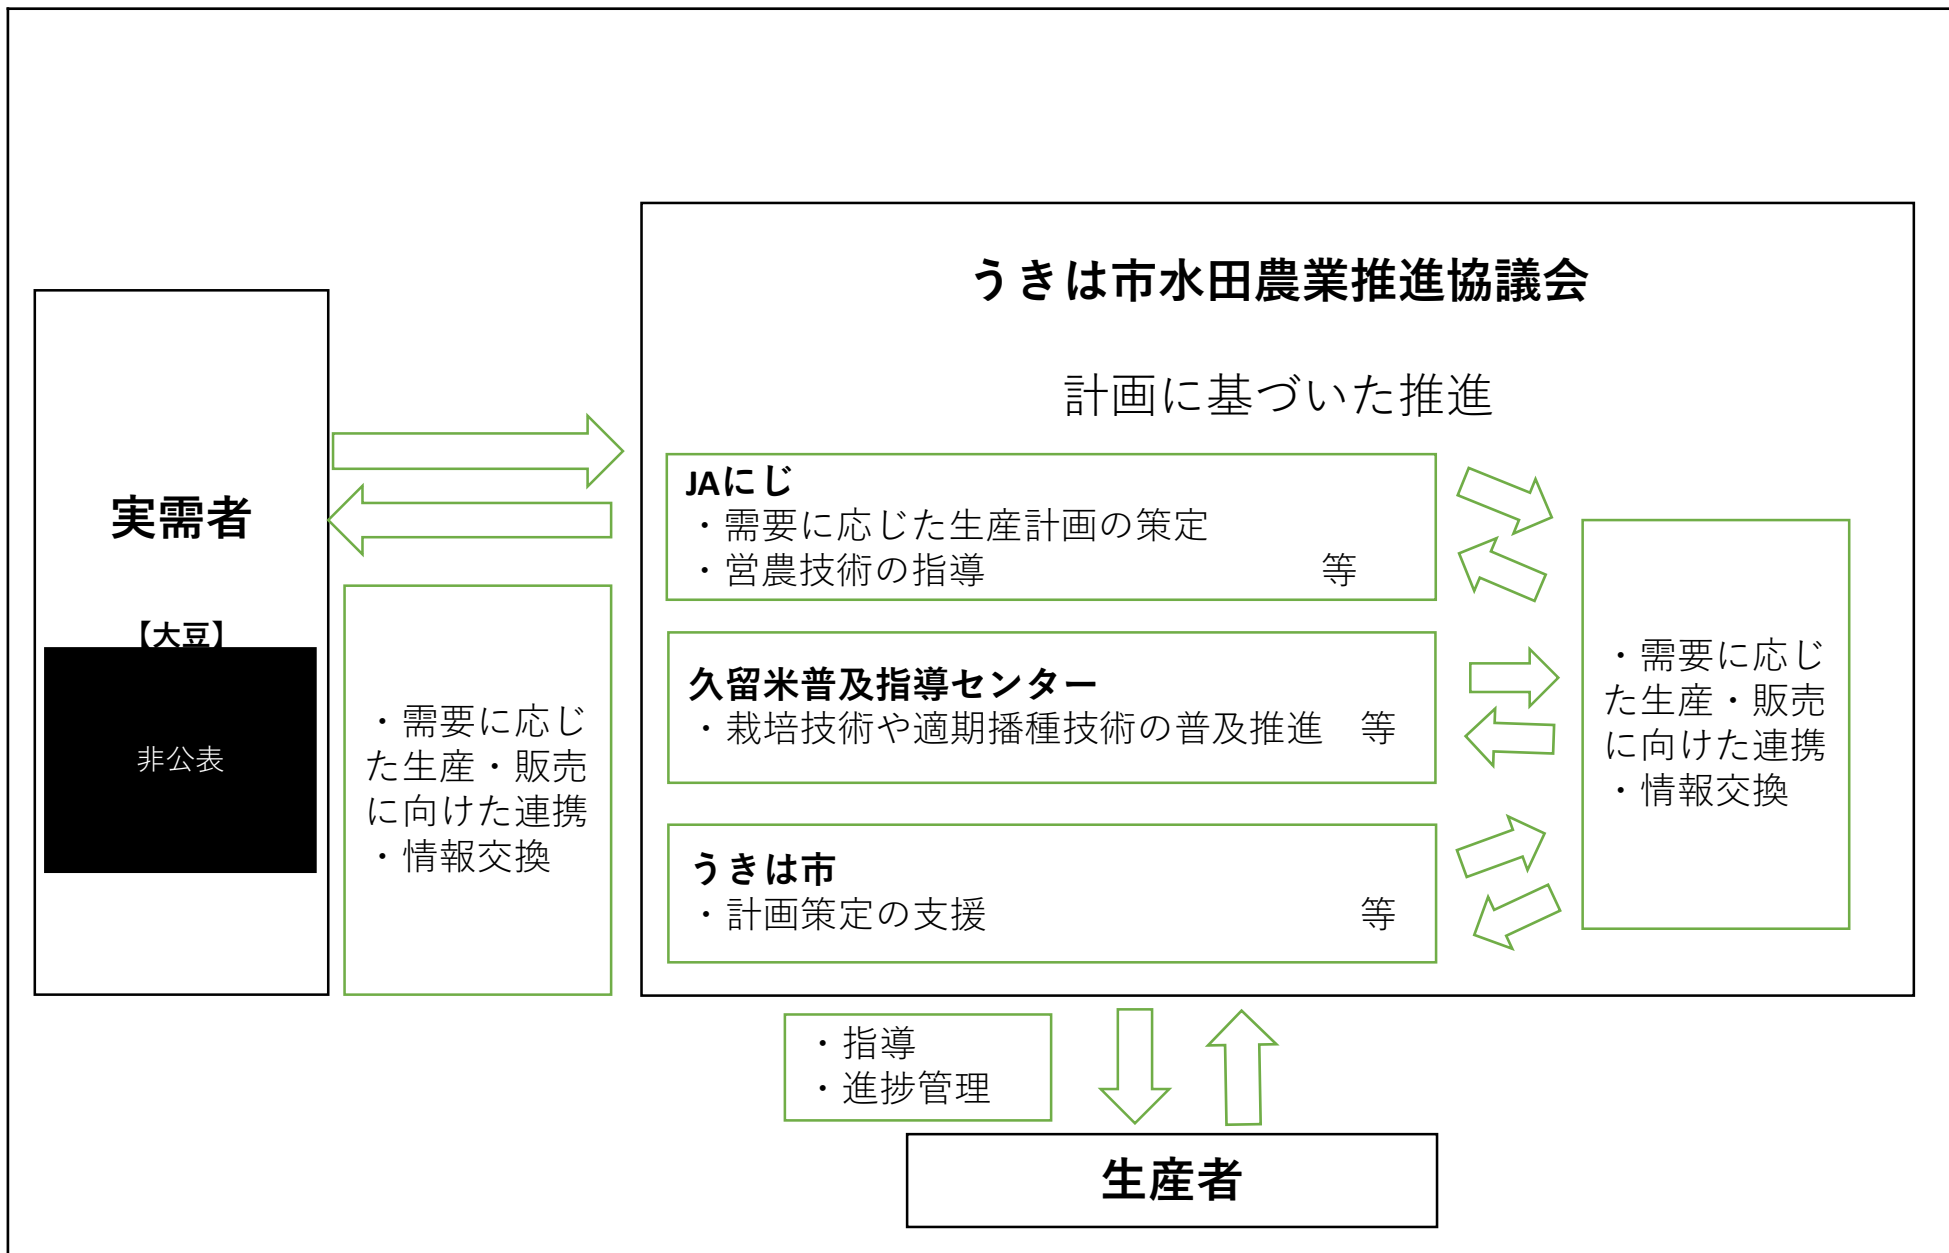 うきは市水田農業推進協議会
計画に基づいた推進
実需者
【大豆】
非公表
・需要に応じ
た生産・販売
に向けた連携
・情報交換
JAにじ
・需要に応じた生産計画の策定
・営農技術の指導　等
久留米普及指導センター
・栽培技術や適期播種技術の普及推進　等
うきは市
・計画策定の支援　等
・需要に応じ
た生産・販売
に向けた連携
・情報交換
・指導
・進捗管理
生産者